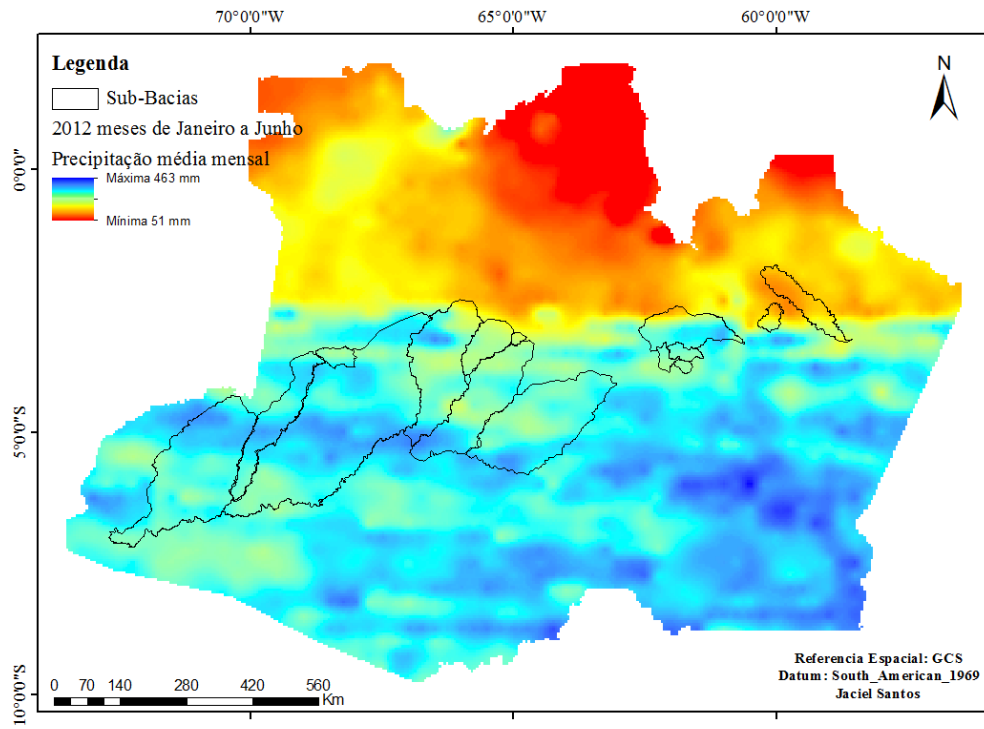 70°0'0"W 65°0'0"W 60°0'0"W
Legenda
N
Sub-Bacias
2012 meses de Janeiro a Junho
Precipitação média mensal
Máxima 463 mm
Mínima 51 mm
0°0'0"
5°0'0"S
10°0'0"S
0 70 140 280 420 560
Km
Referencia Espacial: GCS
Datum: South_American_1969
Jaciel Santos